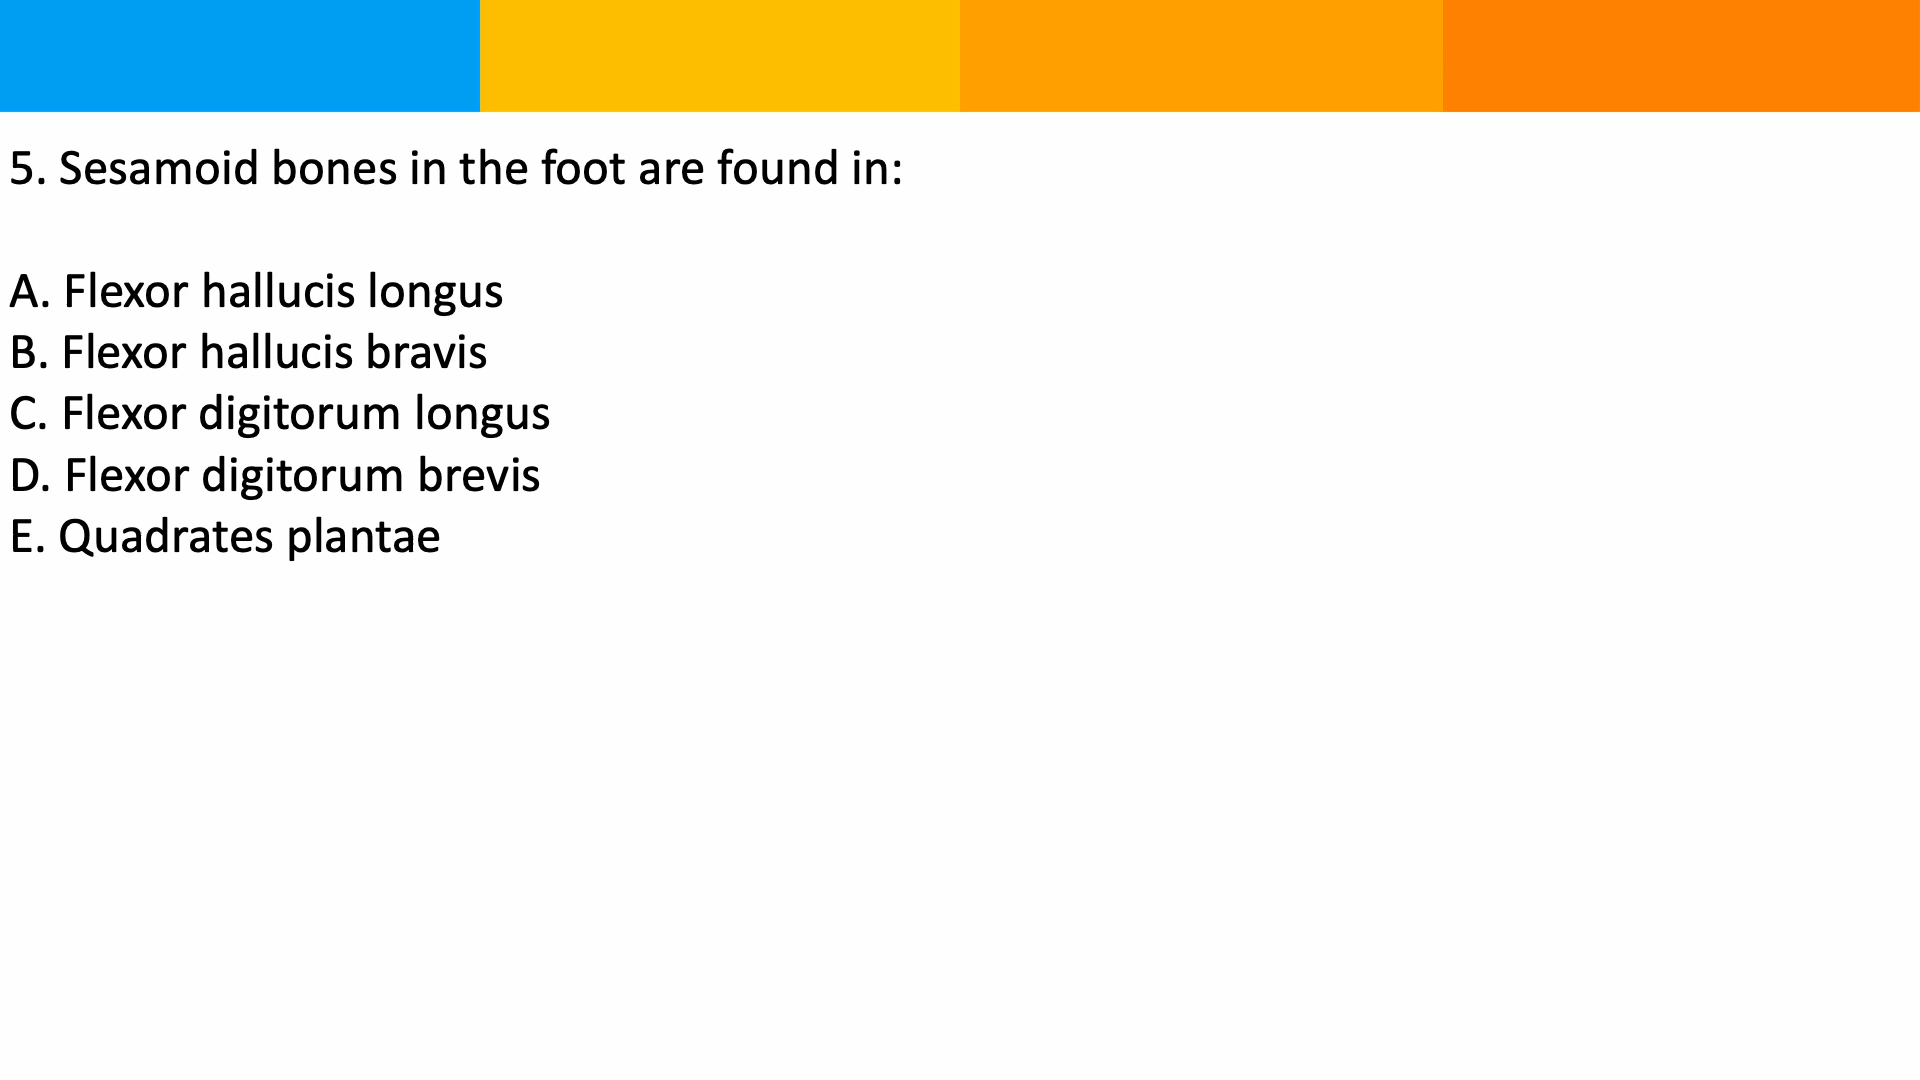 5. Sesamoid bones in the foot are found in:
A. Flexor hallucis longus
B. Flexor hallucis bravis
C. Flexor digitorum longus
D. Flexor digitorum brevis
E. Quadrates plantae